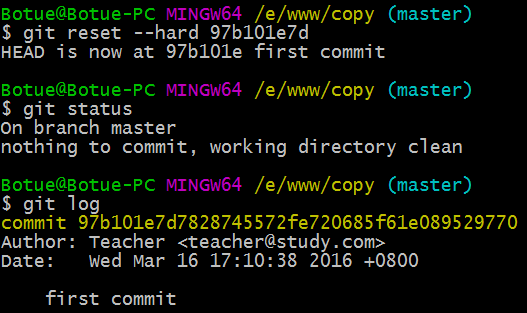 Botue@Botue-PC MINGW64 /e/www/copy (master)
$ git reset --hard 97b101e7d
HEAD is now at 97b101e first commit
Botue@Botue-PC MINGW64 /e/www/copy (master)
$ git status
On branch master
nothing to commit, working directory clean
Botue@Botue-PC MINGW64 /e/www/copy (master)
$ git log
commit 97b101e7d7828745572fe720685f61e089529770
Author: Teacher <teacher@study.com>
Date:   Wed Mar 16 17:10:38 2016 +0800
    first commit